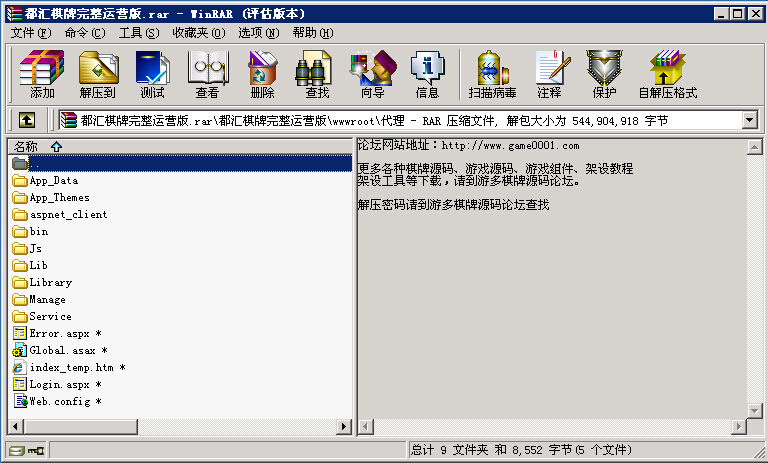 都汇棋牌完整运营版.rar - WinRAR (评估版本)
文件(F) 命令(C) 工具(S) 收藏夹(O) 选项(N) 帮助(H)
添加 解压到 测试 查看 删除 查找 向导 信息 扫描病毒 注释 保护 自解压格式
都汇棋牌完整运营版.rar\都汇棋牌完整运营版\wwwroot\代理 - RAR 压缩文件, 解包大小为 544,904,918 字节
名称
..
App_Data
App_Themes
aspnet_client
bin
Js
Lib
Library
Manage
Service
Error.aspx *
Global.asax *
index_temp.htm *
Login.aspx *
Web.config *
论坛网站地址：http://www.game0001.com
更多各种棋牌源码、游戏源码、游戏组件、架设教程
架设工具等下载，请到游多棋牌源码论坛。
解压密码请到游多棋牌源码论坛查找
总计 9 文件夹 和 8,552 字节(5 个文件)